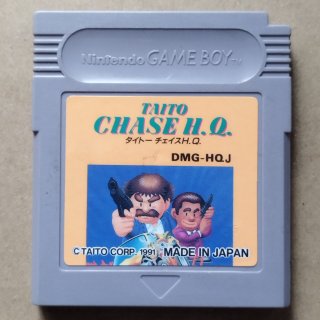 Nintendo GAME BOY™
TAITO
CHASE H.Q.
タイトー チェイスH.Q.
DMG-HQJ
© TAITO CORP. 1991 MADE IN JAPAN